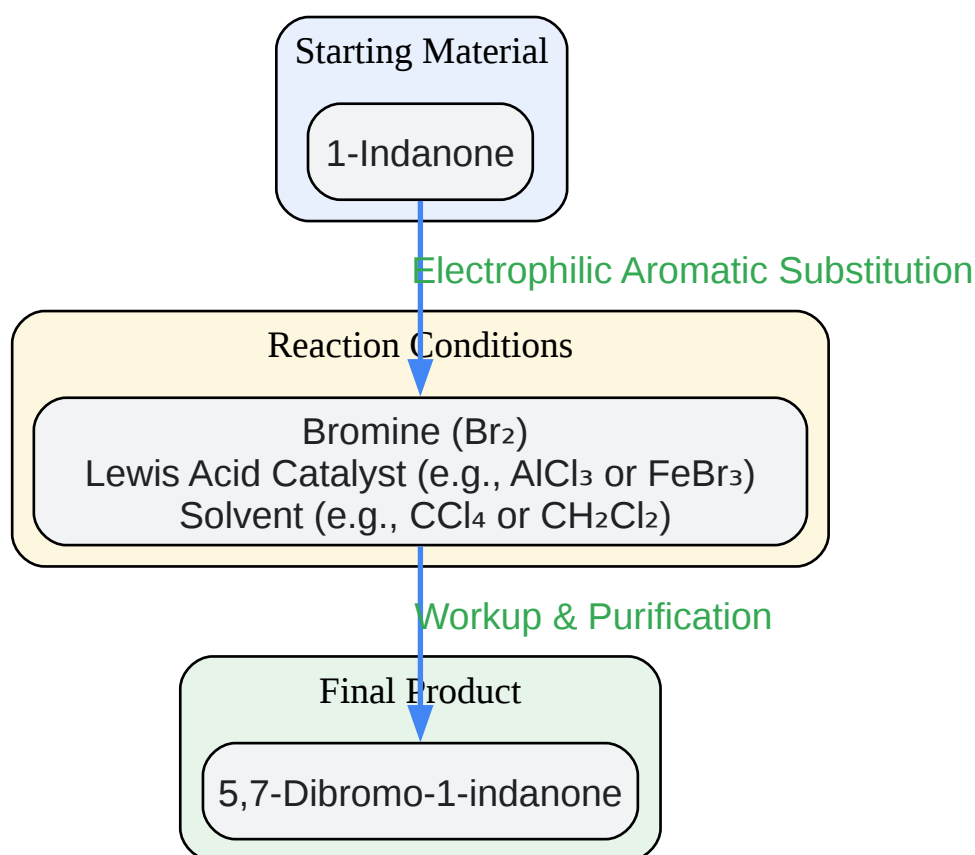 Starting Material
1-Indanone
Electrophilic Aromatic Substitution
Reaction Conditions
Bromine (Br₂)
Lewis Acid Catalyst (e.g., AlCl₃ or FeBr₃)
Solvent (e.g., CCl₄ or CH₂Cl₂)
Workup & Purification
Final Product
5,7-Dibromo-1-indanone